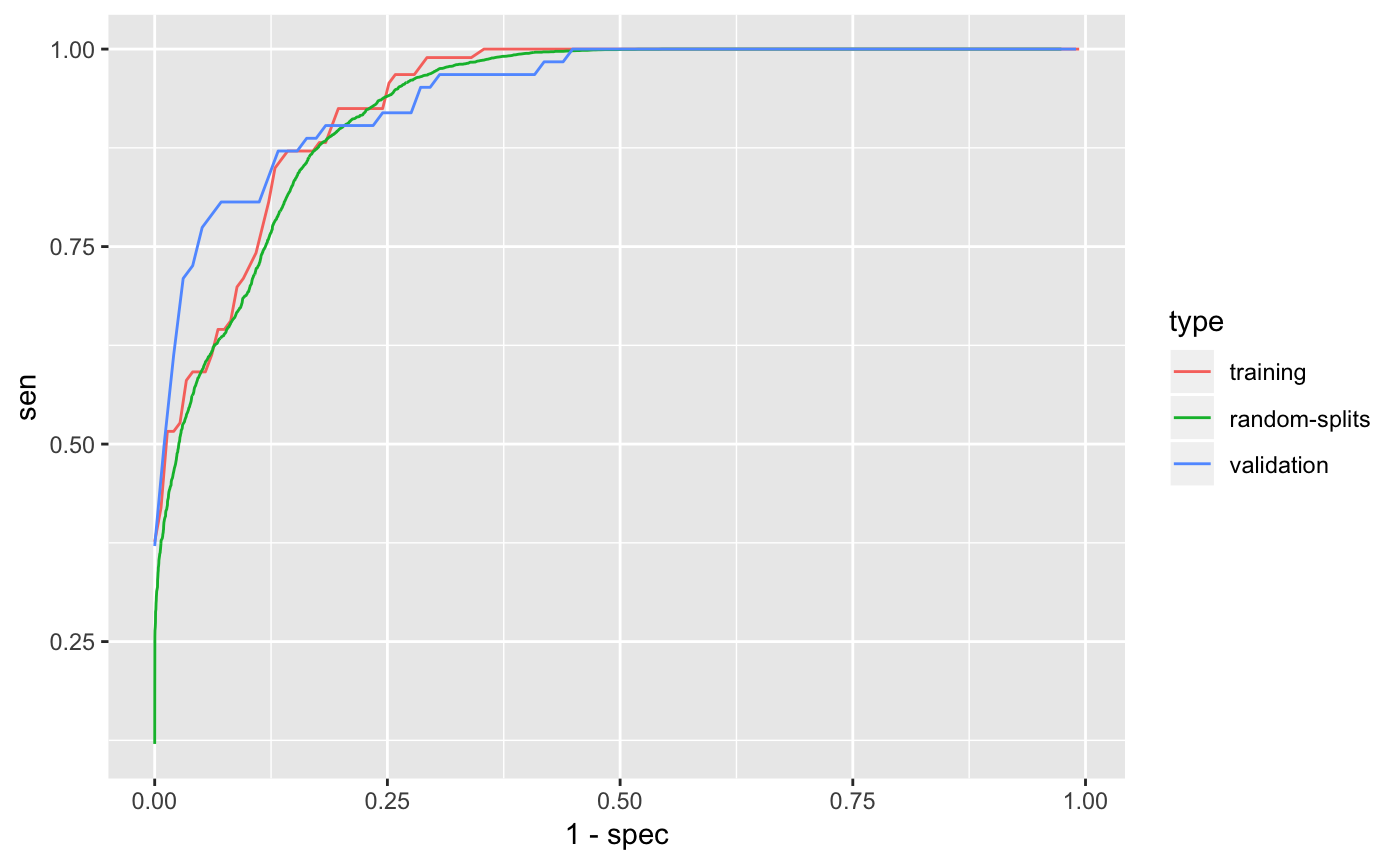 1.00
0.75
0.50
0.25
sen
0.00 0.25 0.50 0.75 1.00
1 - spec
type
training
random-splits
validation